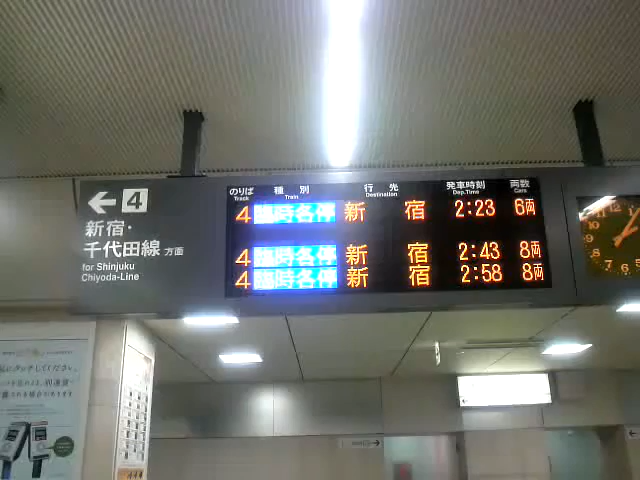 ← 4
新宿・
千代田線 方面
for Shinjuku
Chiyoda-Line
のりば 種別 行先 発車時刻 両数
Track Train Destination Dep.Time Cars
4 臨時各停 新宿 2:23 6両
4 臨時各停 新宿 2:43 8両
4 臨時各停 新宿 2:58 8両